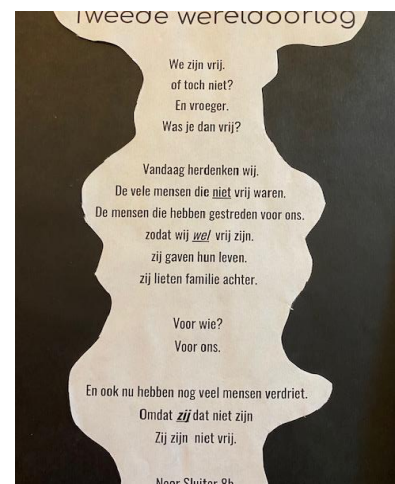 Tweede wereldoorlog
We zijn vrij.
of toch niet?
En vroeger.
Was je dan vrij?
Vandaag herdenken wij.
De vele mensen die niet vrij waren.
De mensen die hebben gestreden voor ons.
zodat wij wel vrij zijn.
zij gaven hun leven.
zij lieten familie achter.
Voor wie?
Voor ons.
En ook nu hebben nog veel mensen verdriet.
Omdat zij dat niet zijn
Zij zijn niet vrij.
Noor Sluiter 8b